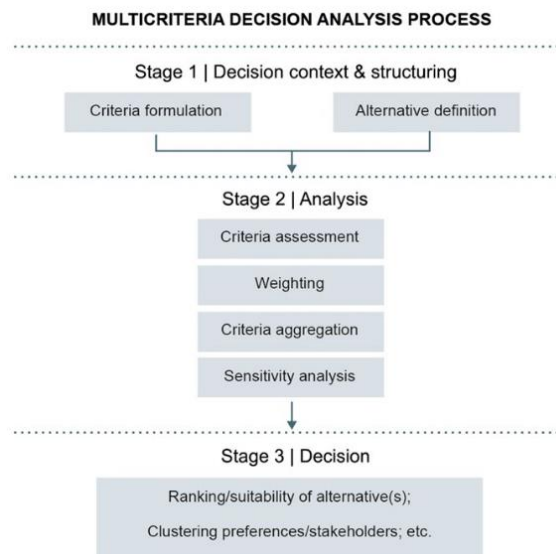 MULTICRITERIA DECISION ANALYSIS PROCESS
Stage 1 | Decision context & structuring
Criteria formulation
Alternative definition
Stage 2 | Analysis
Criteria assessment
Weighting
Criteria aggregation
Sensitivity analysis
Stage 3 | Decision
Ranking/suitability of alternative(s);
Clustering preferences/stakeholders; etc.